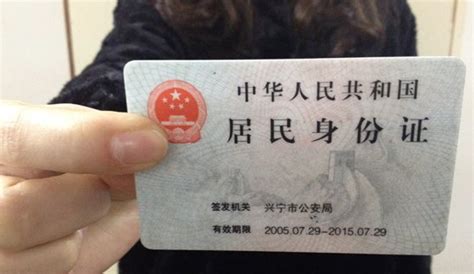 中华人民共和国
居民身份证
签发机关 兴宁市公安局
有效期限 2005.07.29-2015.07.29